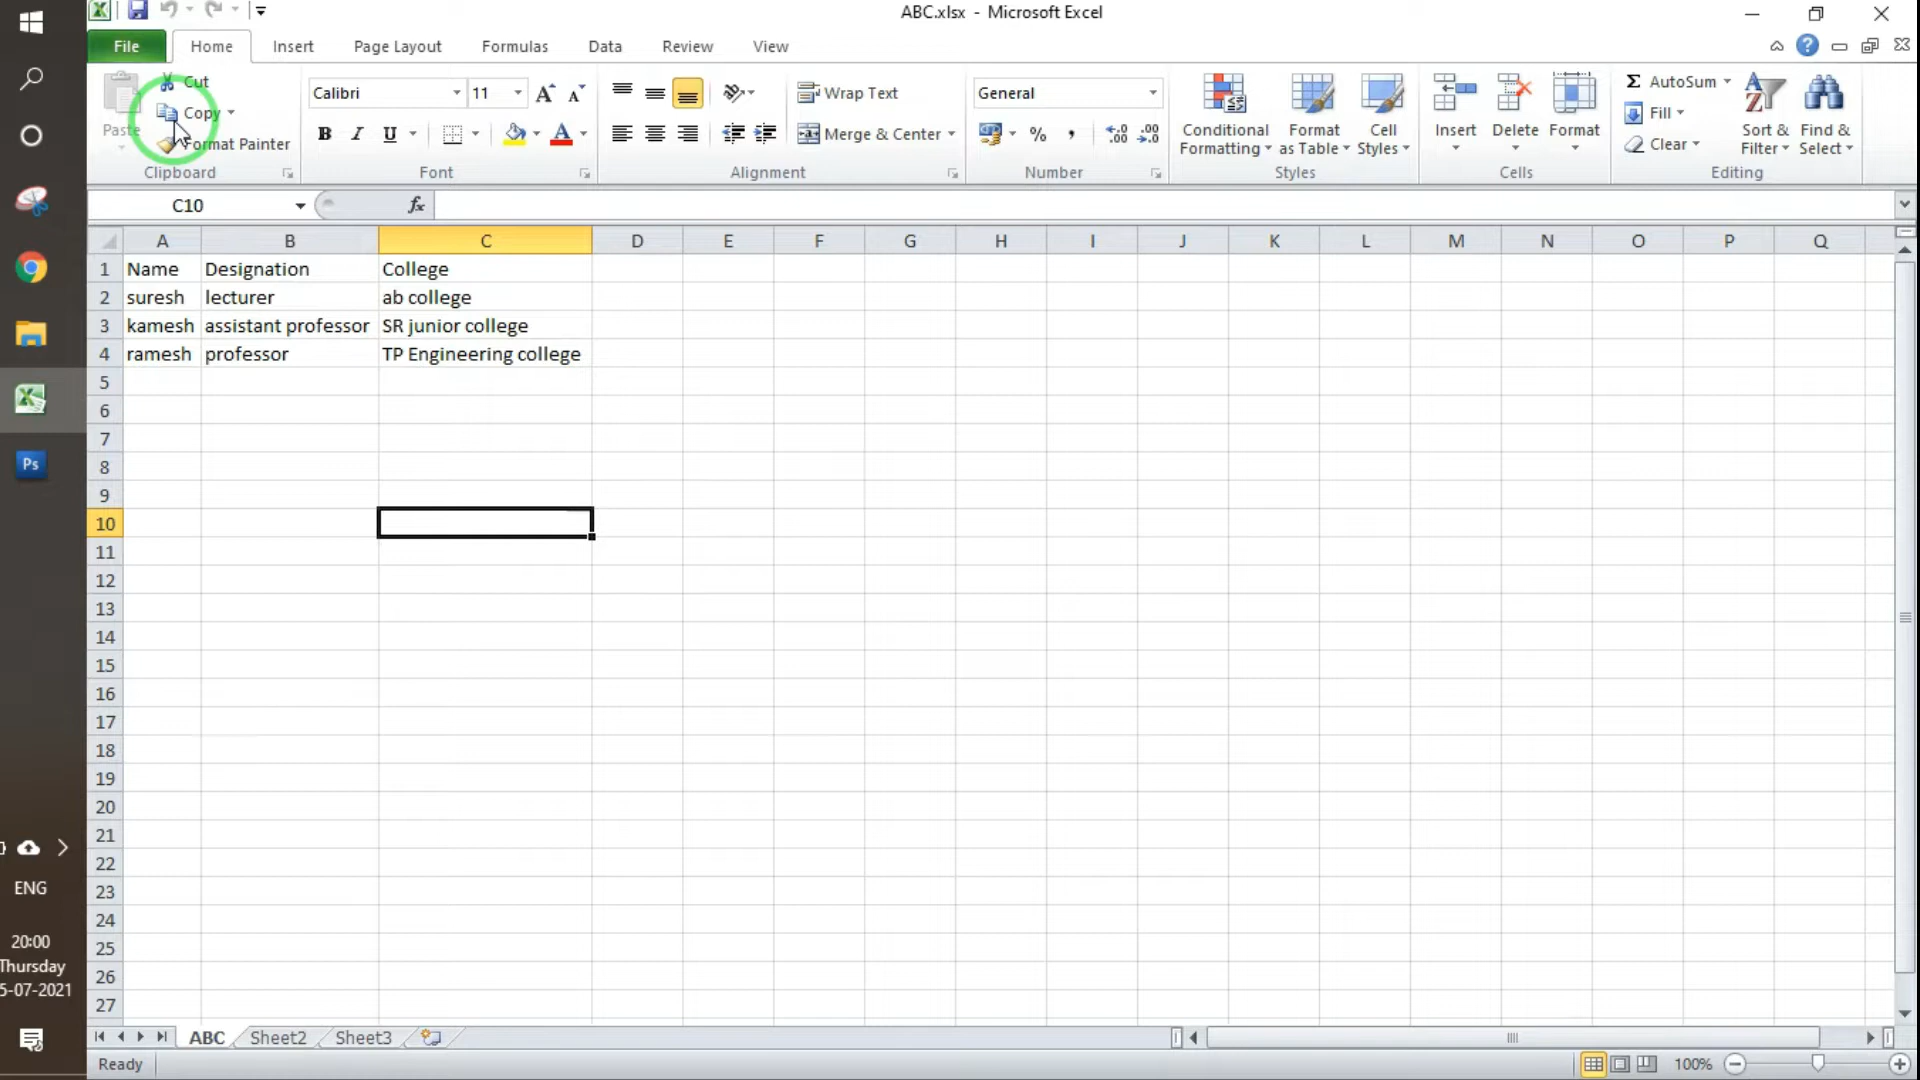 ABC.xlsx - Microsoft Excel
File Home Insert Page Layout Formulas Data Review View
Paste
Cut
Copy
Format Painter
Clipboard
Calibri 11
B I U A
Font
Wrap Text
Merge & Center
Alignment
General
%
Number
Conditional Formatting
Format as Table
Cell Styles
Styles
Insert
Delete
Format
Cells
Σ AutoSum
Fill
Clear
Sort & Filter
Find & Select
Editing
C10 fx
A B C D E F G H I J K L M N O P Q
1 Name Designation College
2 suresh lecturer ab college
3 kamesh assistant professor SR junior college
4 ramesh professor TP Engineering college
5
6
7
8
9
10
11
12
13
14
15
16
17
18
19
20
21
22
23
24
25
26
27
ABC Sheet2 Sheet3
Ready 100%
Ps
ENG
20:00
Thursday
5-07-2021